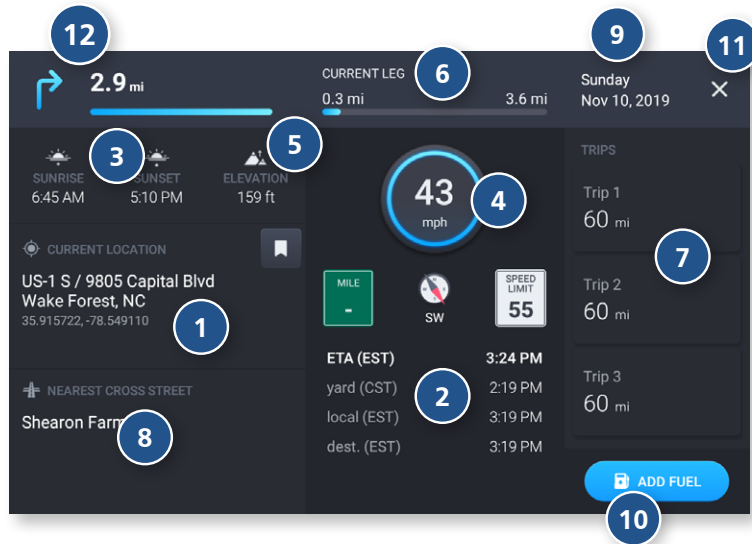 12
9
11
2.9 mi
CURRENT LEG
6
0.3 mi
3.6 mi
Sunday
Nov 10, 2019
3
5
SUNRISE
SUNSET
ELEVATION
6:45 AM
5:10 PM
159 ft
CURRENT LOCATION
US-1 S / 9805 Capital Blvd
Wake Forest, NC
35.915722, -78.549110
1
NEAREST CROSS STREET
Shearon
8
43
mph
4
MILE
-
SW
SPEED
LIMIT
55
ETA (EST)
3:24 PM
yard (CST)
2:19 PM
local (EST)
3:19 PM
dest. (EST)
3:19 PM
2
TRIPS
Trip 1
60 mi
7
Trip 2
60 mi
Trip 3
60 mi
ADD FUEL
10